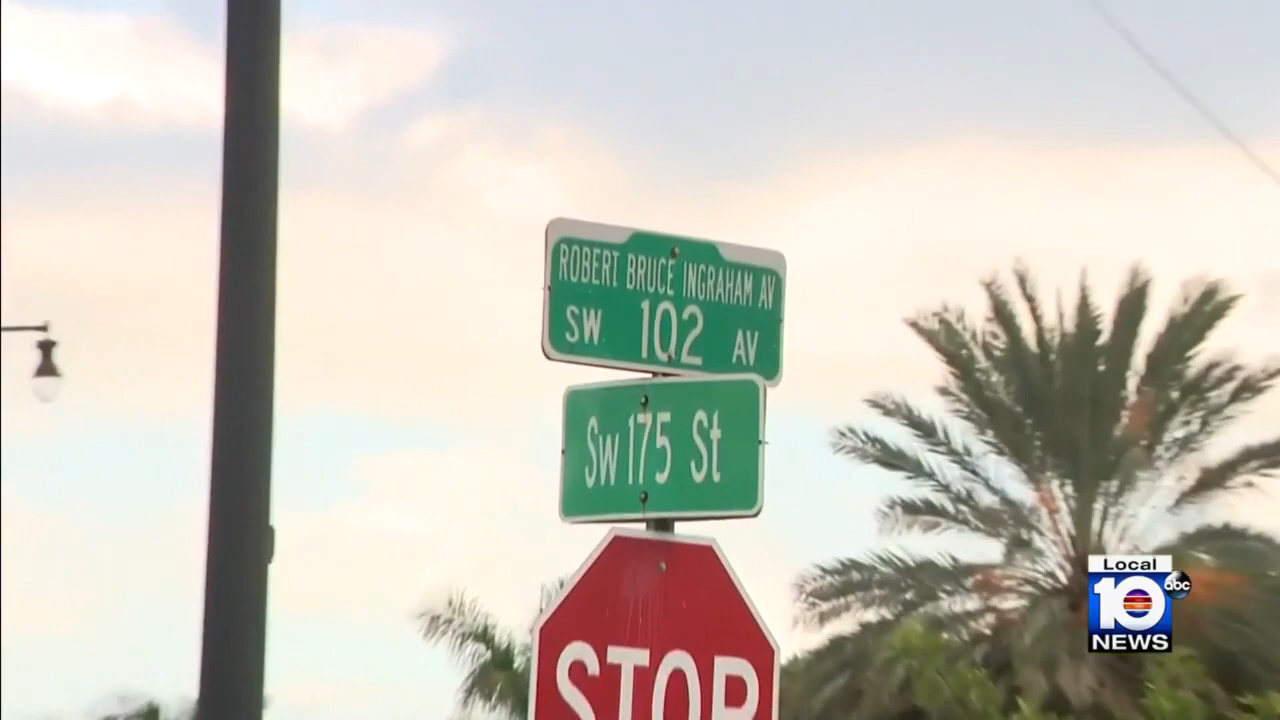 ROBERT BRUCE INGRAHAM AV
SW 102 AV
SW 175 St
STOP
Local
10 abc
NEWS